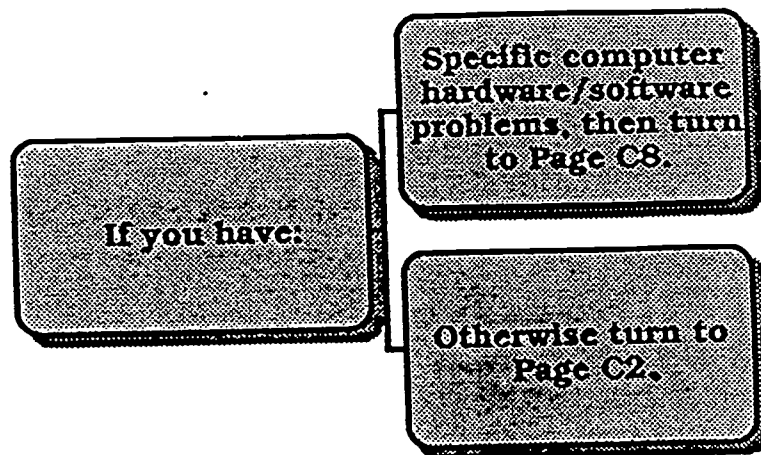 If you have:
Specific computer
hardware/software
problems, then turn
to Page C8.
Otherwise turn to
Page C2.